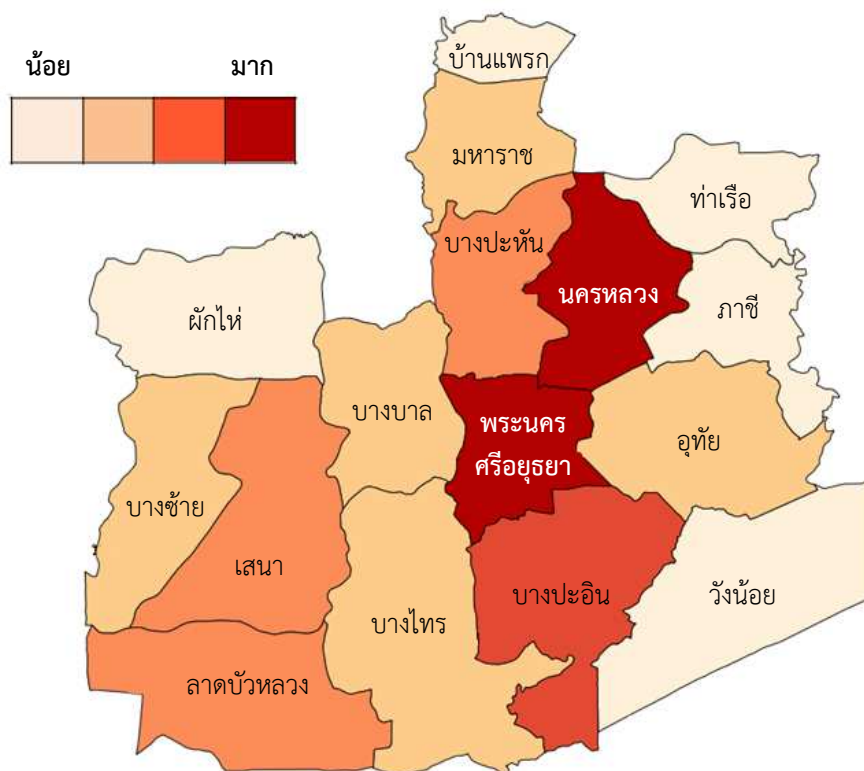 น้อย มาก
บ้านแพรก
มหาราช
ท่าเรือ
บางปะหัน
นครหลวง
ภาชี
ผักไห่
บางบาล
พระนคร
ศรีอยุธยา
อุทัย
บางซ้าย
เสนา
บางไทร
บางปะอิน
วังน้อย
ลาดบัวหลวง